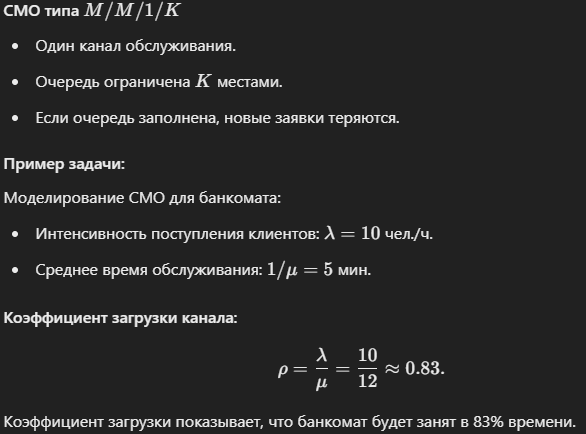 СМО типа M/M/1/K
• Один канал обслуживания.
• Очередь ограничена K местами.
• Если очередь заполнена, новые заявки теряются.
Пример задачи:
Моделирование СМО для банкомата:
• Интенсивность поступления клиентов: λ = 10 чел./ч.
• Среднее время обслуживания: 1/μ = 5 мин.
Коэффициент загрузки канала:
ρ = λ/μ = 10/12 ≈ 0.83.
Коэффициент загрузки показывает, что банкомат будет занят в 83% времени.